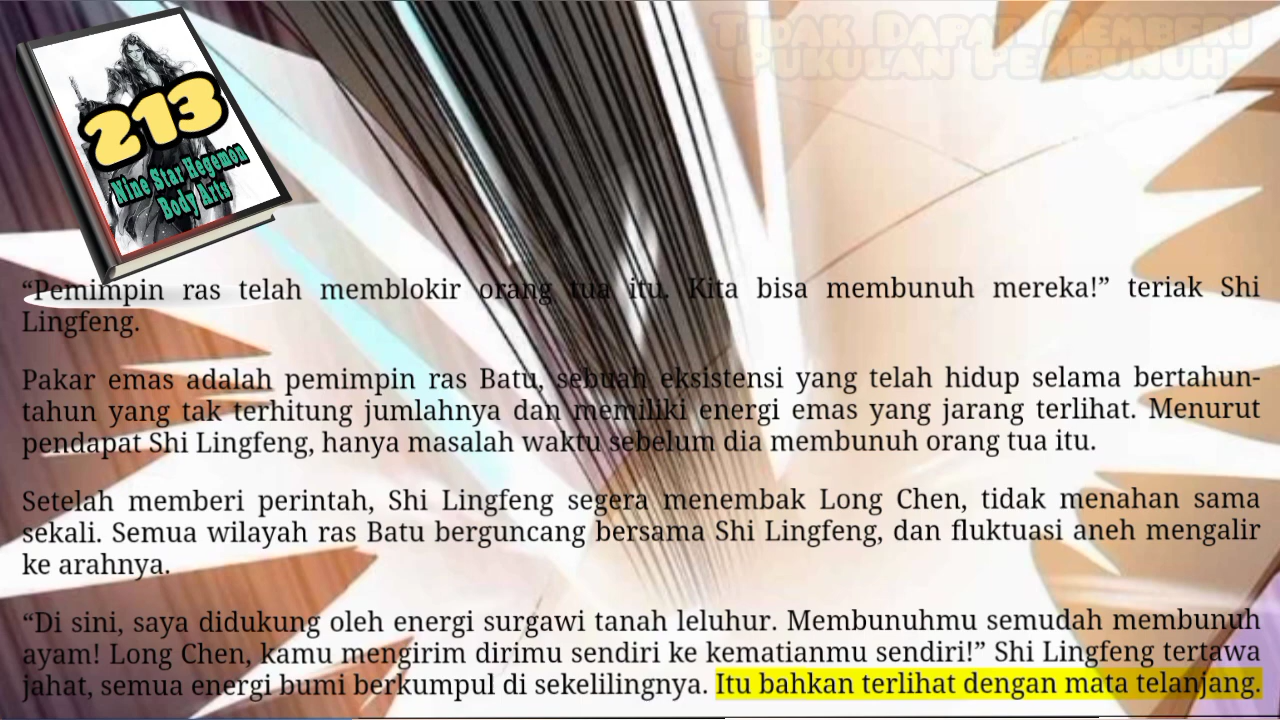 Tidak Dapat Memberi
Pukulan Pembunuh
213
Nine Star Hegemon
Body Arts
“Pemimpin ras telah memblokir orang tua itu. Kita bisa membunuh mereka!” teriak Shi
Lingfeng.
Pakar emas adalah pemimpin ras Batu, sebuah eksistensi yang telah hidup selama bertahun-
tahun yang tak terhitung jumlahnya dan memiliki energi emas yang jarang terlihat. Menurut
pendapat Shi Lingfeng, hanya masalah waktu sebelum dia membunuh orang tua itu.
Setelah memberi perintah, Shi Lingfeng segera menembak Long Chen, tidak menahan sama
sekali. Semua wilayah ras Batu berguncang bersama Shi Lingfeng, dan fluktuasi aneh mengalir
ke arahnya.
“Di sini, saya didukung oleh energi surgawi tanah leluhur. Membunuhmu semudah membunuh
ayam! Long Chen, kamu mengirim dirimu sendiri ke kematianmu sendiri!” Shi Lingfeng tertawa
jahat, semua energi bumi berkumpul di sekelilingnya. Itu bahkan terlihat dengan mata telanjang.